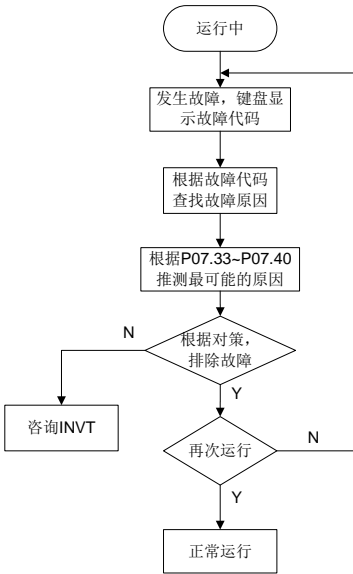 运行中
发生故障，键盘显
示故障代码
根据故障代码
查找故障原因
根据P07.33~P07.40
推测最可能的原因
N
根据对策，
排除故障
Y
咨询INVT
再次运行
N
Y
正常运行